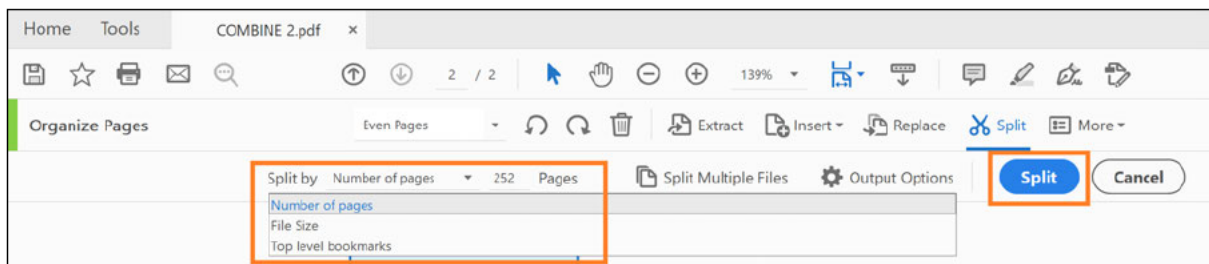 Home Tools COMBINE 2.pdf ×
2 / 2 139%
Organize Pages Even Pages Extract Insert Replace Split More
Split by Number of pages 252 Pages Split Multiple Files Output Options Split Cancel
Number of pages
File Size
Top level bookmarks